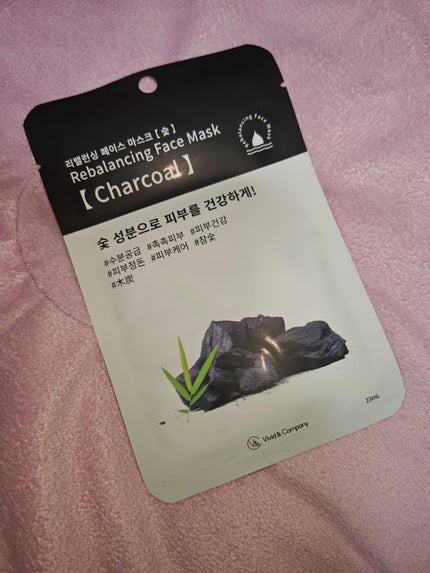 리밸런싱 페이스 마스크 [ 숯 ]
Rebalancing Face Mask
【 Charcoal 】
Rebalancing Face Mask
숯 성분으로 피부를 건강하게!
#수분공급 #촉촉피부 #피부건강
#피부정돈 #피부케어 #참숯
#木炭
23mL
Vivid & Company